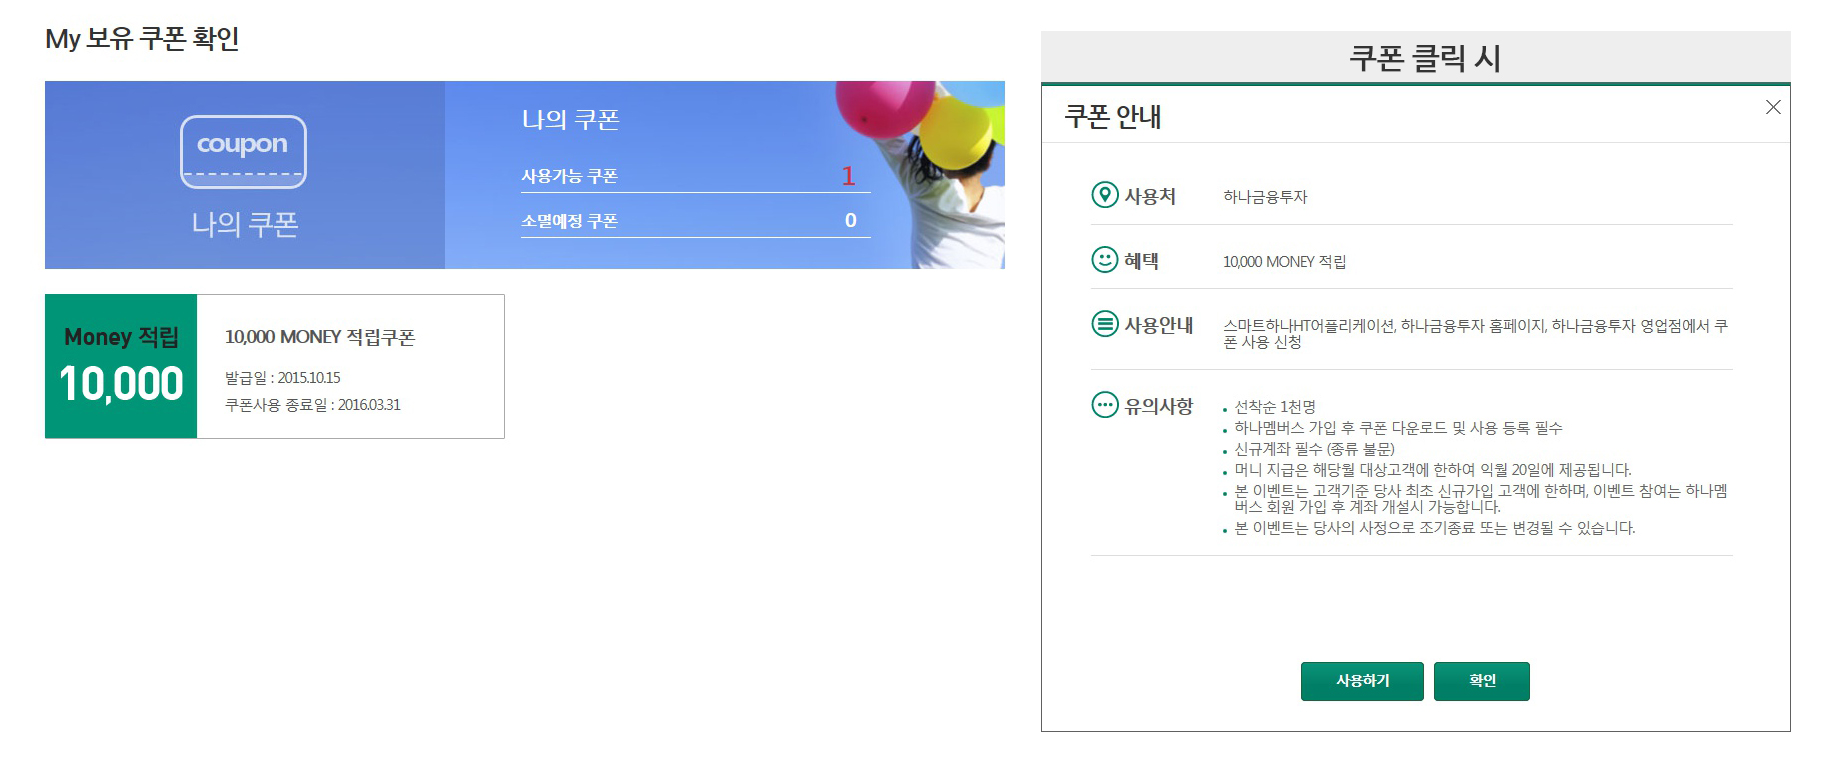 My 보유 쿠폰 확인
coupon
나의 쿠폰
나의 쿠폰
사용가능 쿠폰 1
소멸예정 쿠폰 0
Money 적립
10,000
10,000 MONEY 적립쿠폰
발급일 : 2015.10.15
쿠폰사용 종료일 : 2016.03.31
쿠폰 클릭 시
쿠폰 안내
사용처 하나금융투자
혜택 10,000 MONEY 적립
사용안내 스마트하나HT어플리케이션, 하나금융투자 홈페이지, 하나금융투자 영업점에서 쿠
폰 사용 신청
유의사항
선착순 1천명
하나멤버스 가입 후 쿠폰 다운로드 및 사용 등록 필수
신규계좌 필수 (종류 불문)
머니 지급은 해당월 대상고객에 한하여 익월 20일에 제공됩니다.
본 이벤트는 고객기준 당사 최초 신규가입 고객에 한하며, 이벤트 참여는 하나멤
버스 회원 가입 후 계좌 개설시 가능합니다.
본 이벤트는 당사의 사정으로 조기종료 또는 변경될 수 있습니다.
사용하기
확인